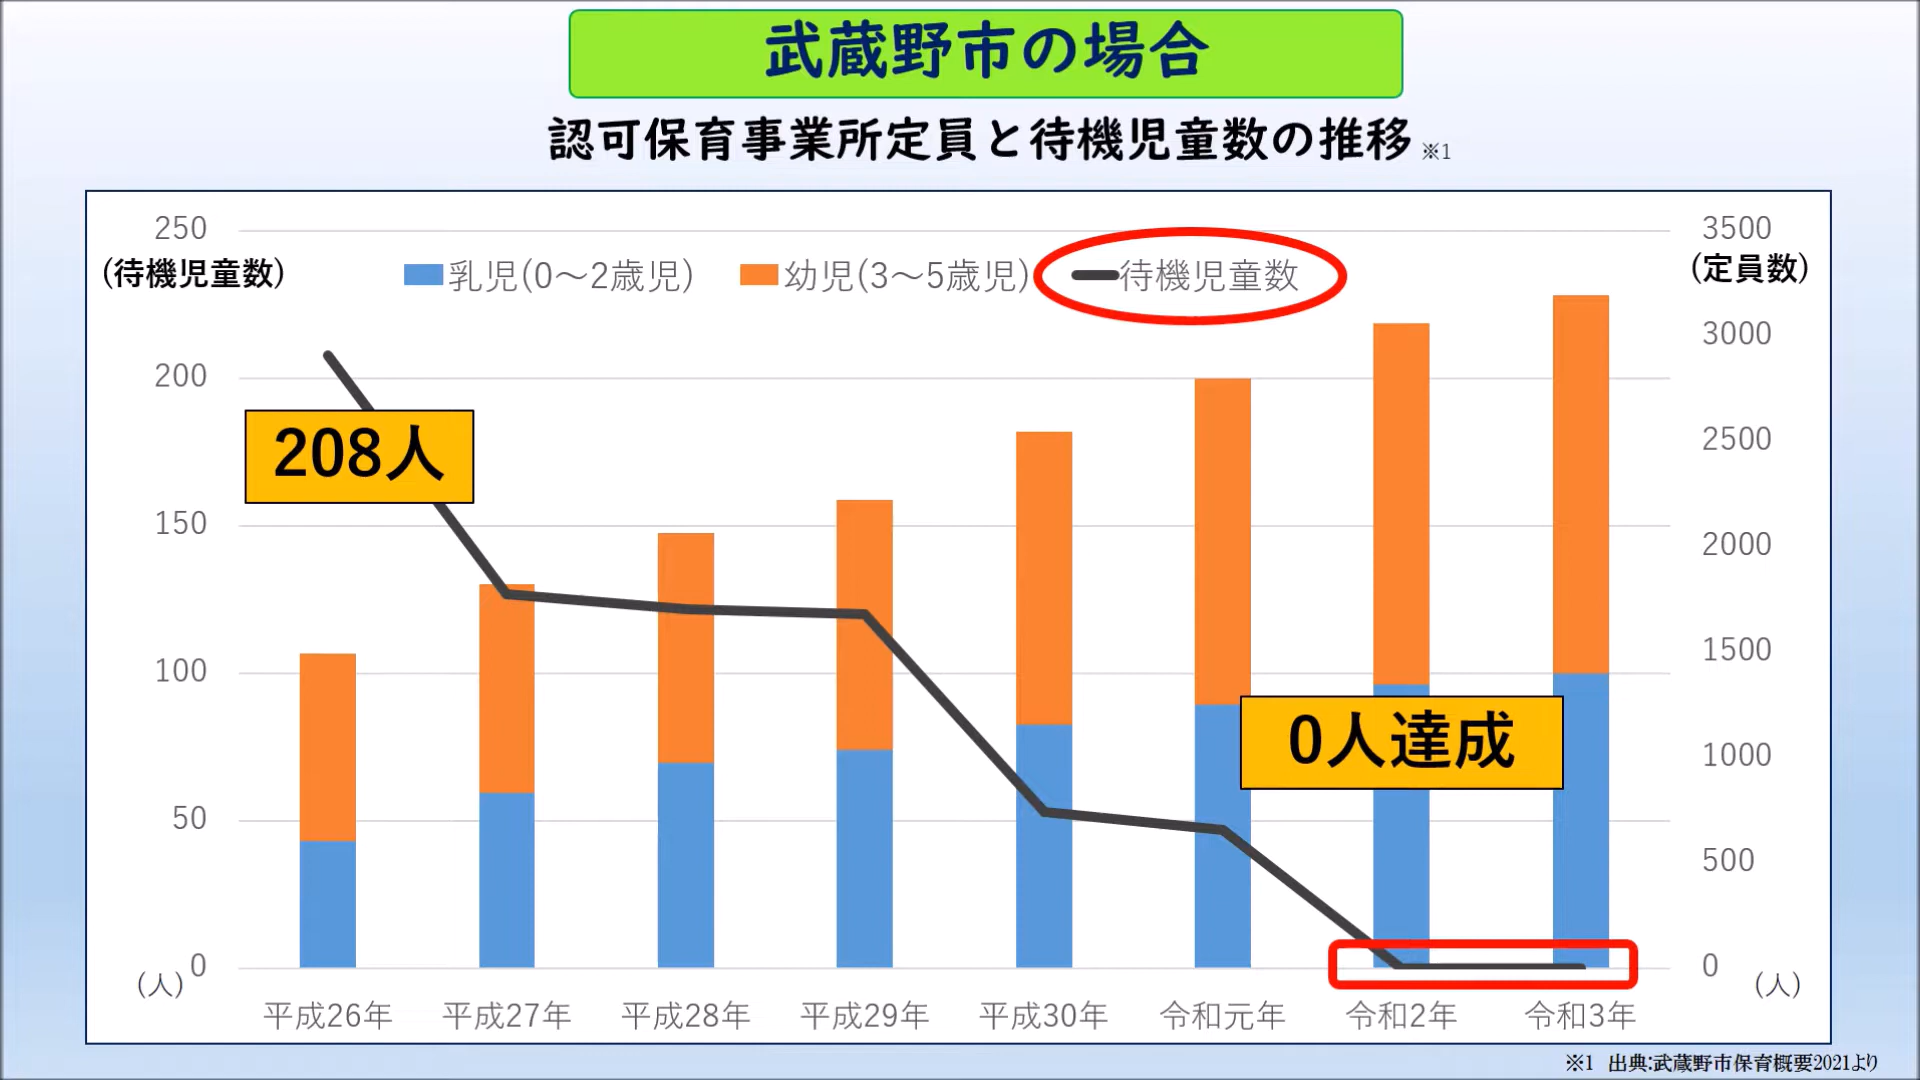 武蔵野市の場合
認可保育事業所定員と待機児童数の推移 ※1
250
(待機児童数)
200
150
100
50
0
(人)
乳児(0～2歳児)
幼児(3～5歳児)
待機児童数
3500
(定員数)
3000
2500
2000
1500
1000
500
0
(人)
208人
0人達成
平成26年 平成27年 平成28年 平成29年 平成30年 令和元年 令和2年 令和3年
※1 出典:武蔵野市保育概要2021より